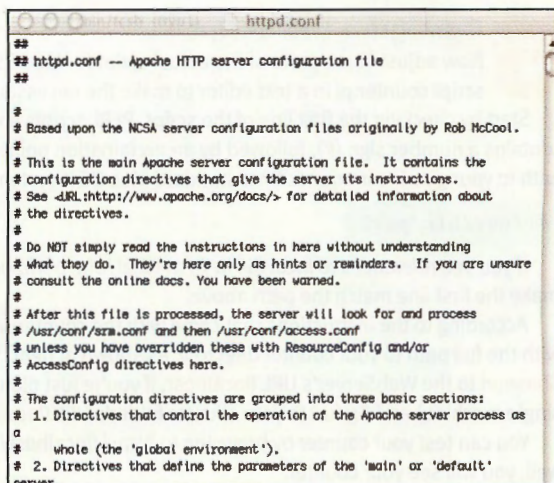 httpd.conf
##
## httpd.conf -- Apache HTTP server configuration file
##
#
# Based upon the NCSA server configuration files originally by Rob McCool.
#
# This is the main Apache server configuration file.  It contains the
# configuration directives that give the server its instructions.
# See <URL:http://www.apache.org/docs/> for detailed information about
# the directives.
#
# Do NOT simply read the instructions in here without understanding
# what they do.  They're here only as hints or reminders.  If you are unsure
# consult the online docs. You have been warned.
#
# After this file is processed, the server will look for and process
# /usr/conf/srm.conf and then /usr/conf/access.conf
# unless you have overridden these with ResourceConfig and/or
# AccessConfig directives here.
#
# The configuration directives are grouped into three basic sections:
#  1. Directives that control the operation of the Apache server process a
a
#     whole (the 'global environment').
#  2. Directives that define the parameters of the 'main' or 'default'
server